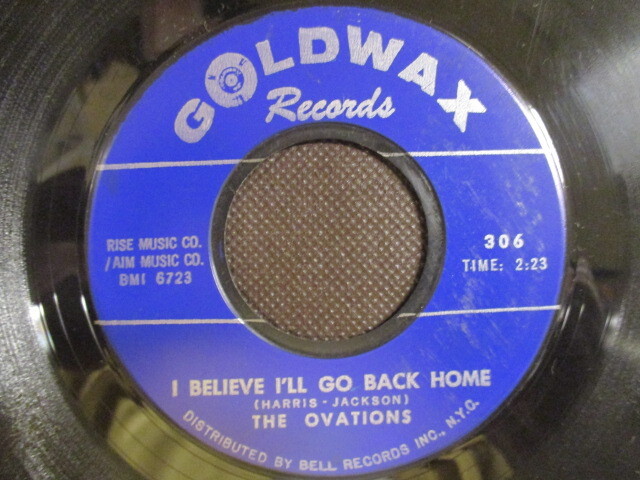 GOLDWAX
Records
RISE MUSIC CO.
/AIM MUSIC CO.
BMI 6723
306
TIME: 2:23
I BELIEVE I'LL GO BACK HOME
(HARRIS - JACKSON)
THE OVATIONS
DISTRIBUTED BY BELL RECORDS INC., N.Y.C.